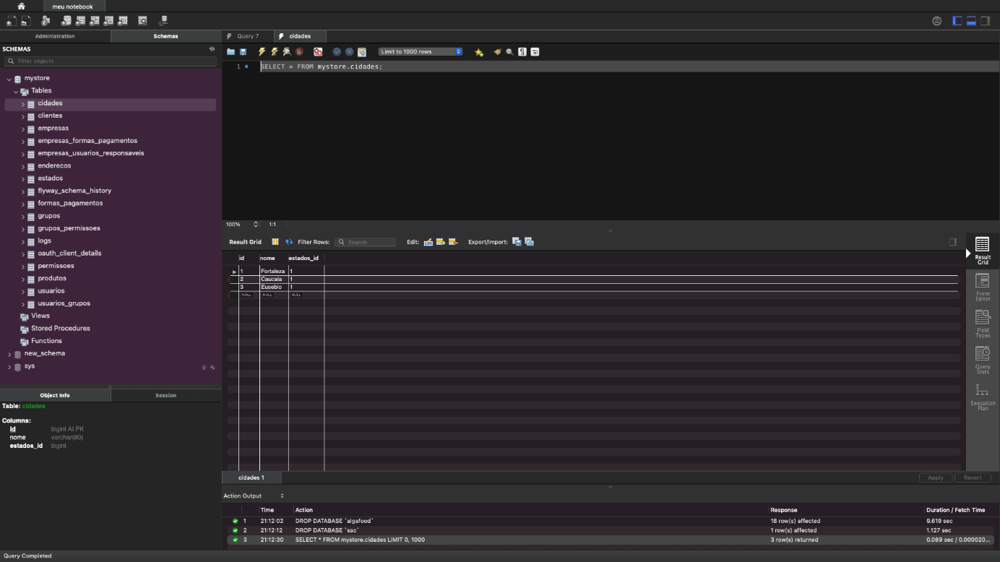 meu notebook
Administration Schemas Query 7 cidades
SCHEMAS
Filter objects
Limit to 1000 rows
1 SELECT * FROM mystore.cidades;
mystore
Tables
cidades
clientes
empresas
empresas_formas_pagamentos
empresas_usuarios_responsaveis
enderecos
estados
flyway_schema_history
formas_pagamentos
grupos
grupos_permissoes
logs
oauth_client_details
permissoes
produtos
usuarios
usuarios_grupos
Views
Stored Procedures
Functions
new_schema
sys
100% 1:1
Result Grid Filter Rows: Search Edit: Export/Import:
id nome estados_id
1 Fortaleza 1
2 Caucaia 1
3 Eusebio 1
NULL NULL NULL
Result
Grid
Form
Editor
Field
Types
Query
Stats
Execution
Plan
Object Info Session
Table: cidades
Columns:
id bigint AI PK
nome varchar(80)
estados_id bigint
cidades 1 Apply Revert
Action Output
Time Action Response Duration / Fetch Time
1 21:12:02 DROP DATABASE `algafood` 18 row(s) affected 9.619 sec
2 21:12:12 DROP DATABASE `sac` 1 row(s) affected 1.127 sec
3 21:12:30 SELECT * FROM mystore.cidades LIMIT 0, 1000 3 row(s) returned 0.089 sec / 0.000020...
Query Completed